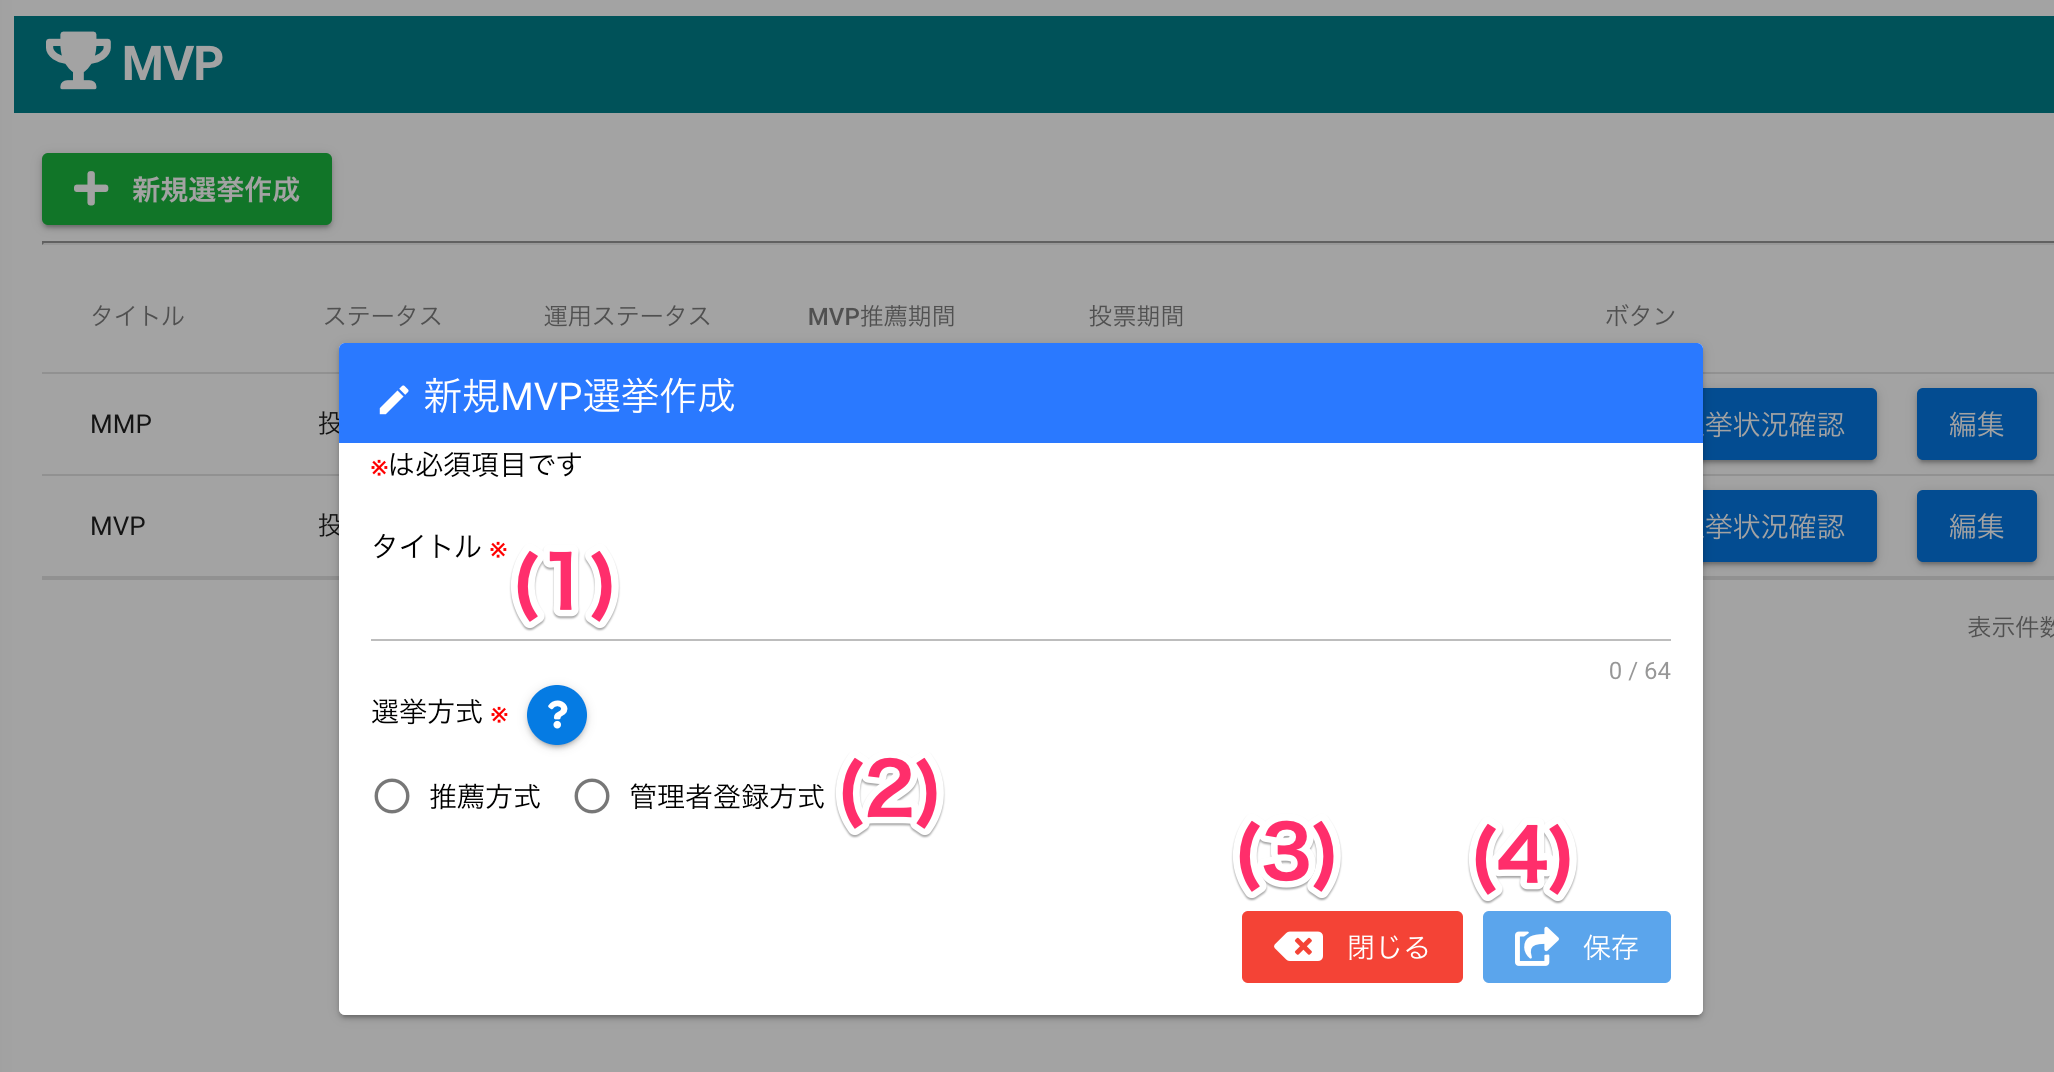 MVP
新規選挙作成
タイトル ステータス 運用ステータス MVP推薦期間 投票期間 ボタン
MMP 投 挙状況確認 編集
MVP 投 挙状況確認 編集
表示件数
新規MVP選挙作成
※は必須項目です
タイトル ※
(1)
0 / 64
選挙方式 ※ ?
推薦方式 管理者登録方式 (2)
(3) (4)
閉じる 保存